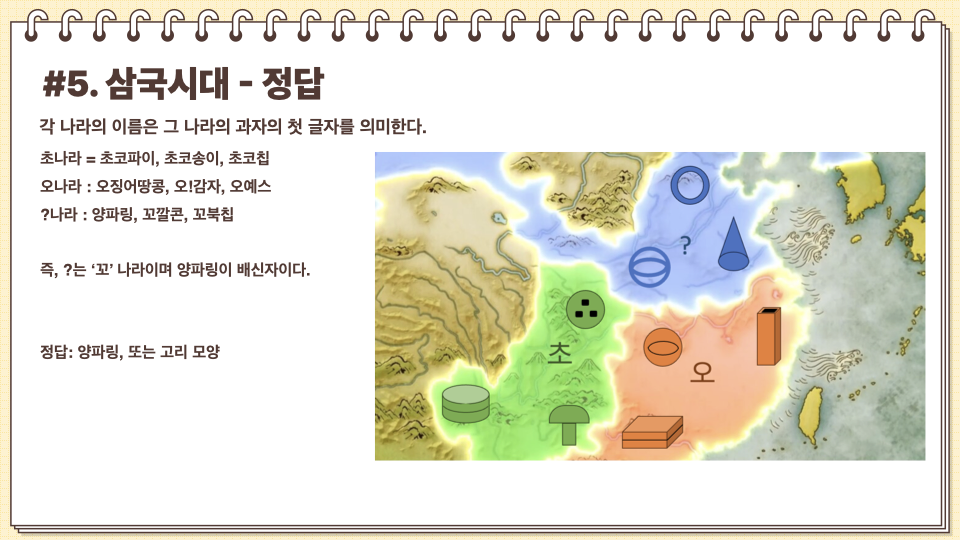 #5. 삼국시대 - 정답
각 나라의 이름은 그 나라의 과자의 첫 글자를 의미한다.
초나라 = 초코파이, 초코송이, 초코칩
오나라 : 오징어땅콩, 오!감자, 오예스
?나라 : 양파링, 꼬깔콘, 꼬북칩
즉, ?는 ‘꼬’ 나라이며 양파링이 배신자이다.
정답: 양파링, 또는 고리 모양
?
초
오